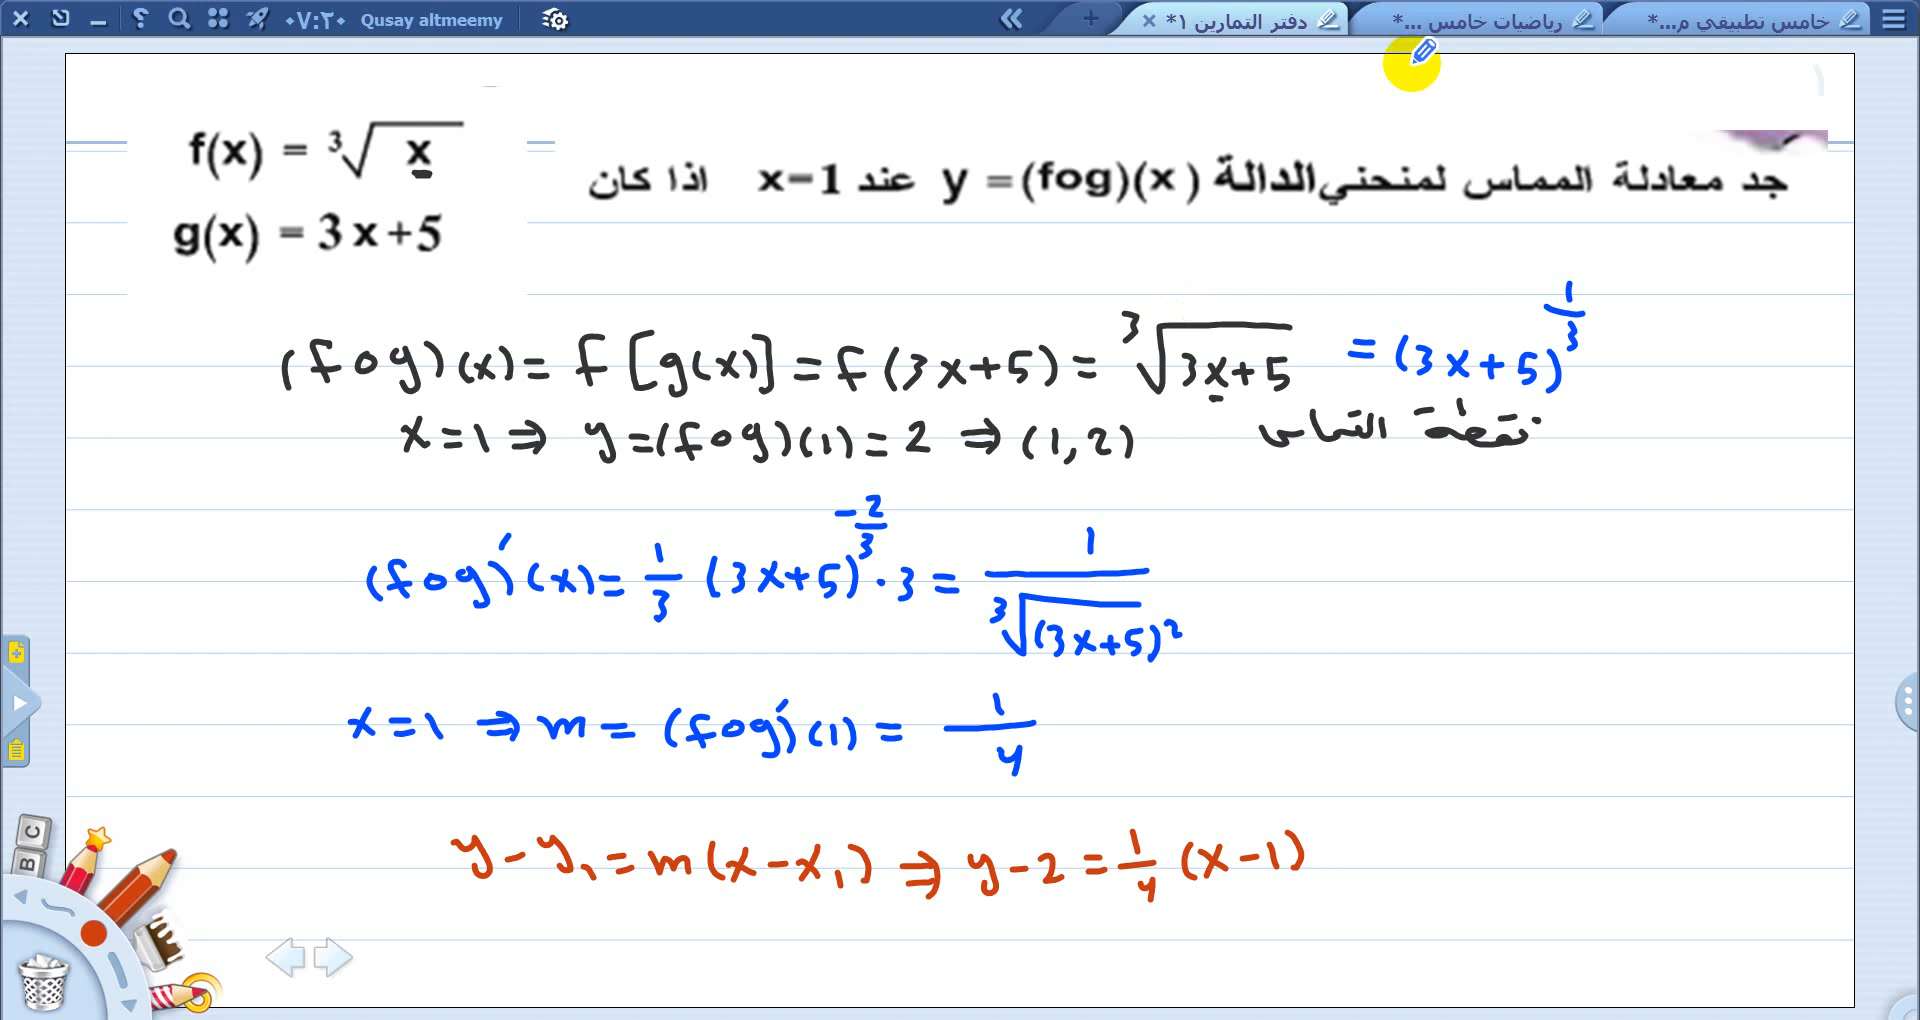 ٠٧:٢٠ Qusay altmeemy
دفتر التمارين ١*
رياضيات خامس ...*
خامس تطبيقي م...*
f(x) = ∛x
g(x) = 3x+5
جد معادلة المماس لمنحني الدالة y =(fog)(x) عند x=1 اذا كان
(fog)(x) = f[g(x)] = f(3x+5) = ∛(3x+5) = (3x+5)^(1/3)
x=1 ⇒ y=(fog)(1)=2 ⇒ (1,2) نقطة التماس
(fog)'(x) = 1/3 (3x+5)^(-2/3) · 3 = 1/∛((3x+5)²)
x=1 ⇒ m = (fog)'(1) = 1/4
y-y₁ = m(x-x₁) ⇒ y-2 = 1/4 (x-1)
C
B